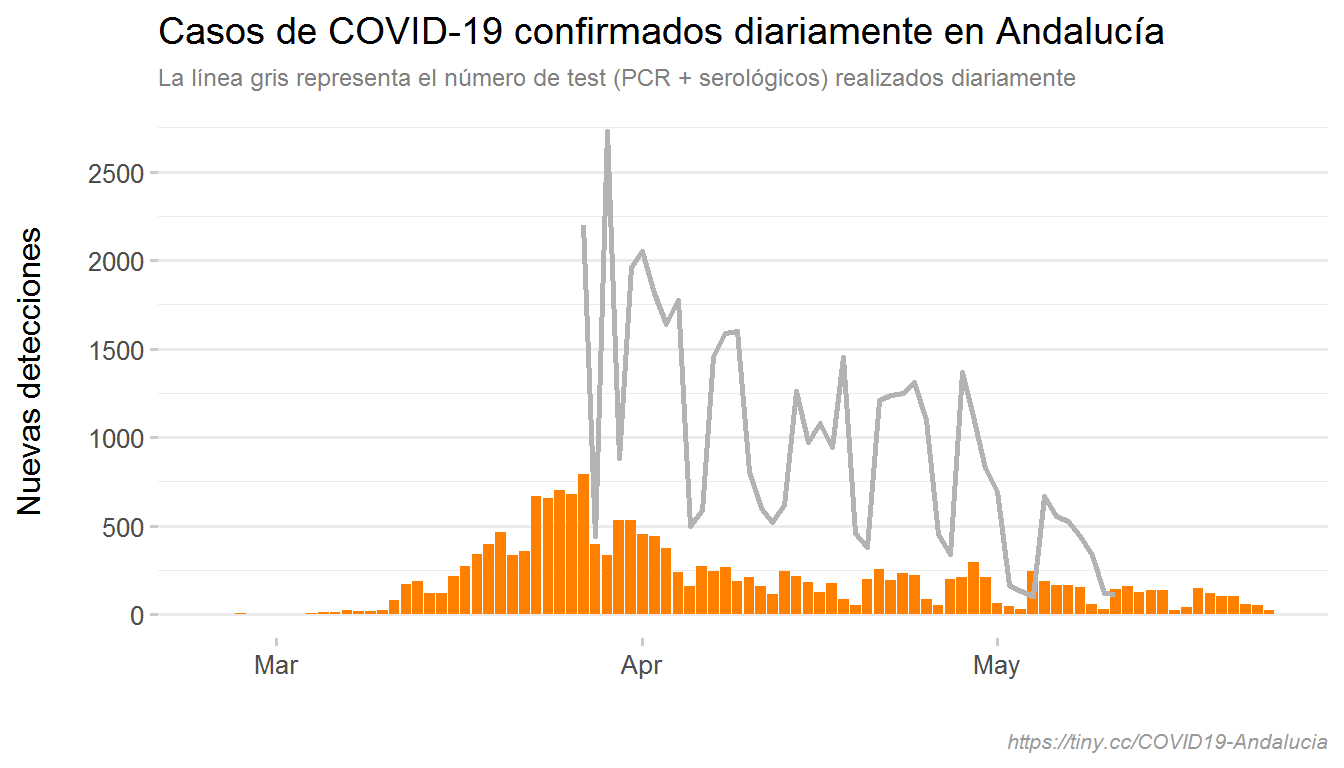 Casos de COVID-19 confirmados diariamente en Andalucía
La línea gris representa el número de test (PCR + serológicos) realizados diariamente
Nuevas detecciones
2500
2000
1500
1000
500
0
Mar Apr May
https://tiny.cc/COVID19-Andalucia